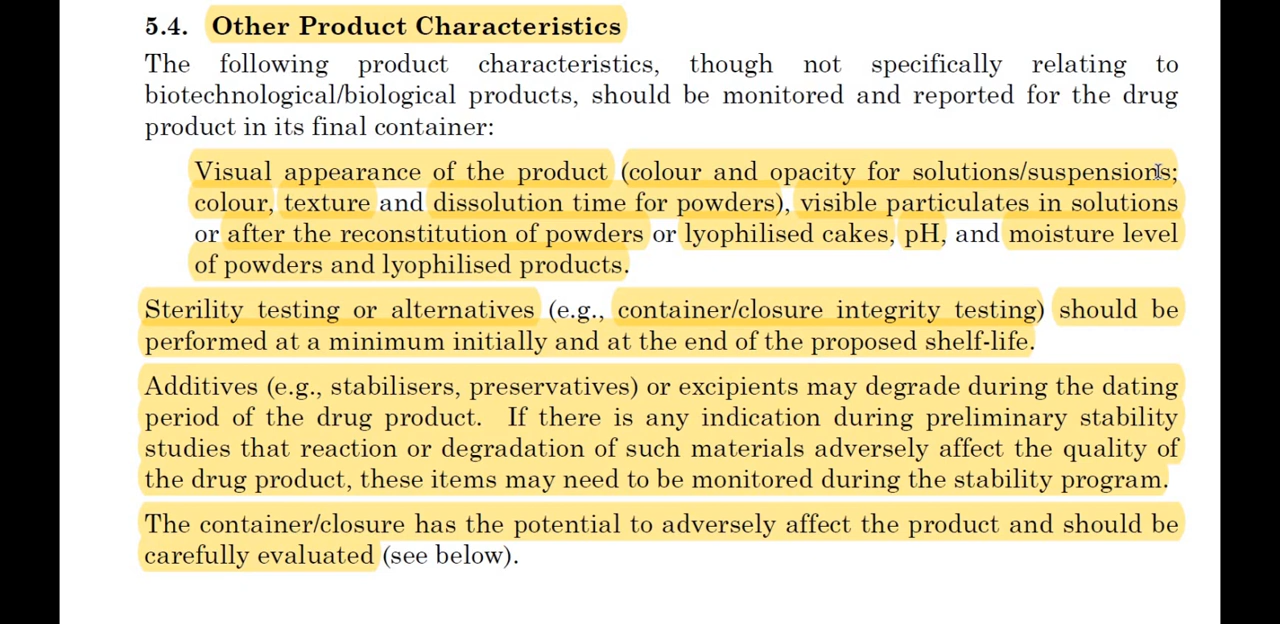 5.4. Other Product Characteristics
The following product characteristics, though not specifically relating to
biotechnological/biological products, should be monitored and reported for the drug
product in its final container:
Visual appearance of the product (colour and opacity for solutions/suspensions;
colour, texture and dissolution time for powders), visible particulates in solutions
or after the reconstitution of powders or lyophilised cakes, pH, and moisture level
of powders and lyophilised products.
Sterility testing or alternatives (e.g., container/closure integrity testing) should be
performed at a minimum initially and at the end of the proposed shelf-life.
Additives (e.g., stabilisers, preservatives) or excipients may degrade during the dating
period of the drug product. If there is any indication during preliminary stability
studies that reaction or degradation of such materials adversely affect the quality of
the drug product, these items may need to be monitored during the stability program.
The container/closure has the potential to adversely affect the product and should be
carefully evaluated (see below).